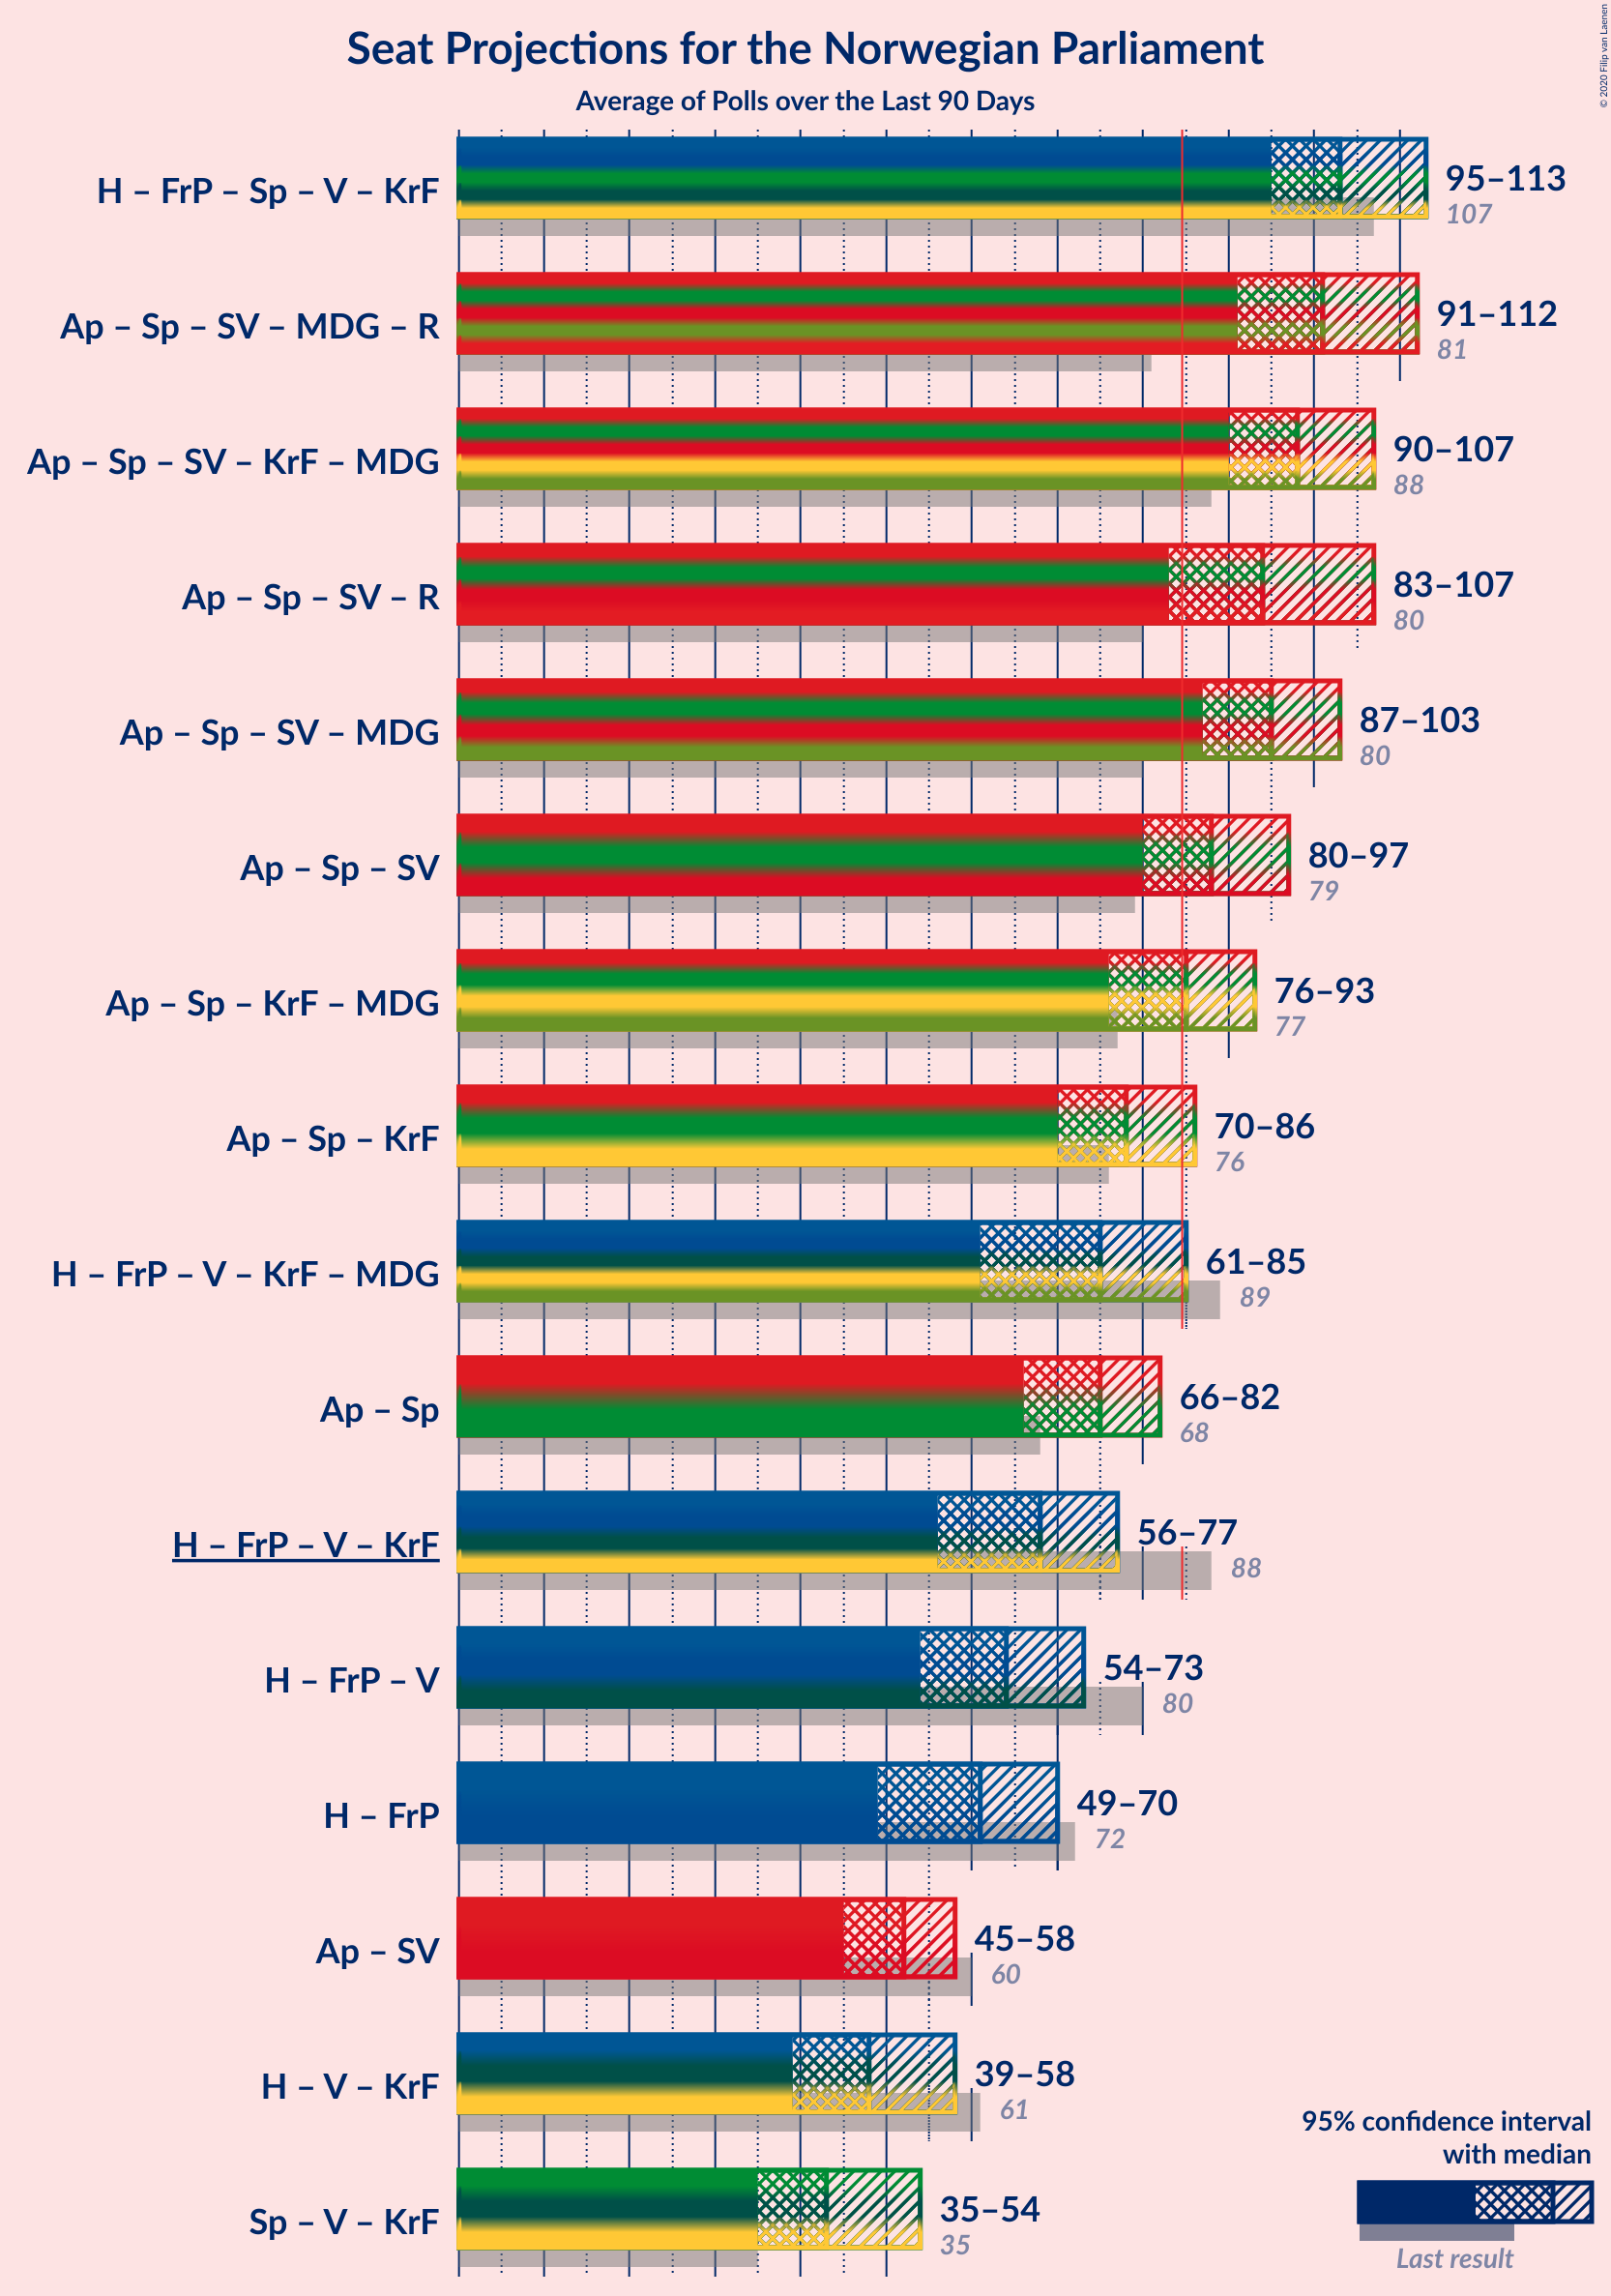 Seat Projections for the Norwegian Parliament
Average of Polls over the Last 90 Days
© 2020 Filip van Laenen
H – FrP – Sp – V – KrF
95–113
107
Ap – Sp – SV – MDG – R
91–112
81
Ap – Sp – SV – KrF – MDG
90–107
88
Ap – Sp – SV – R
83–107
80
Ap – Sp – SV – MDG
87–103
80
Ap – Sp – SV
80–97
79
Ap – Sp – KrF – MDG
76–93
77
Ap – Sp – KrF
70–86
76
H – FrP – V – KrF – MDG
61–85
89
Ap – Sp
66–82
68
H – FrP – V – KrF
56–77
88
H – FrP – V
54–73
80
H – FrP
49–70
72
Ap – SV
45–58
60
H – V – KrF
39–58
61
Sp – V – KrF
35–54
35
95% confidence interval
with median
Last result